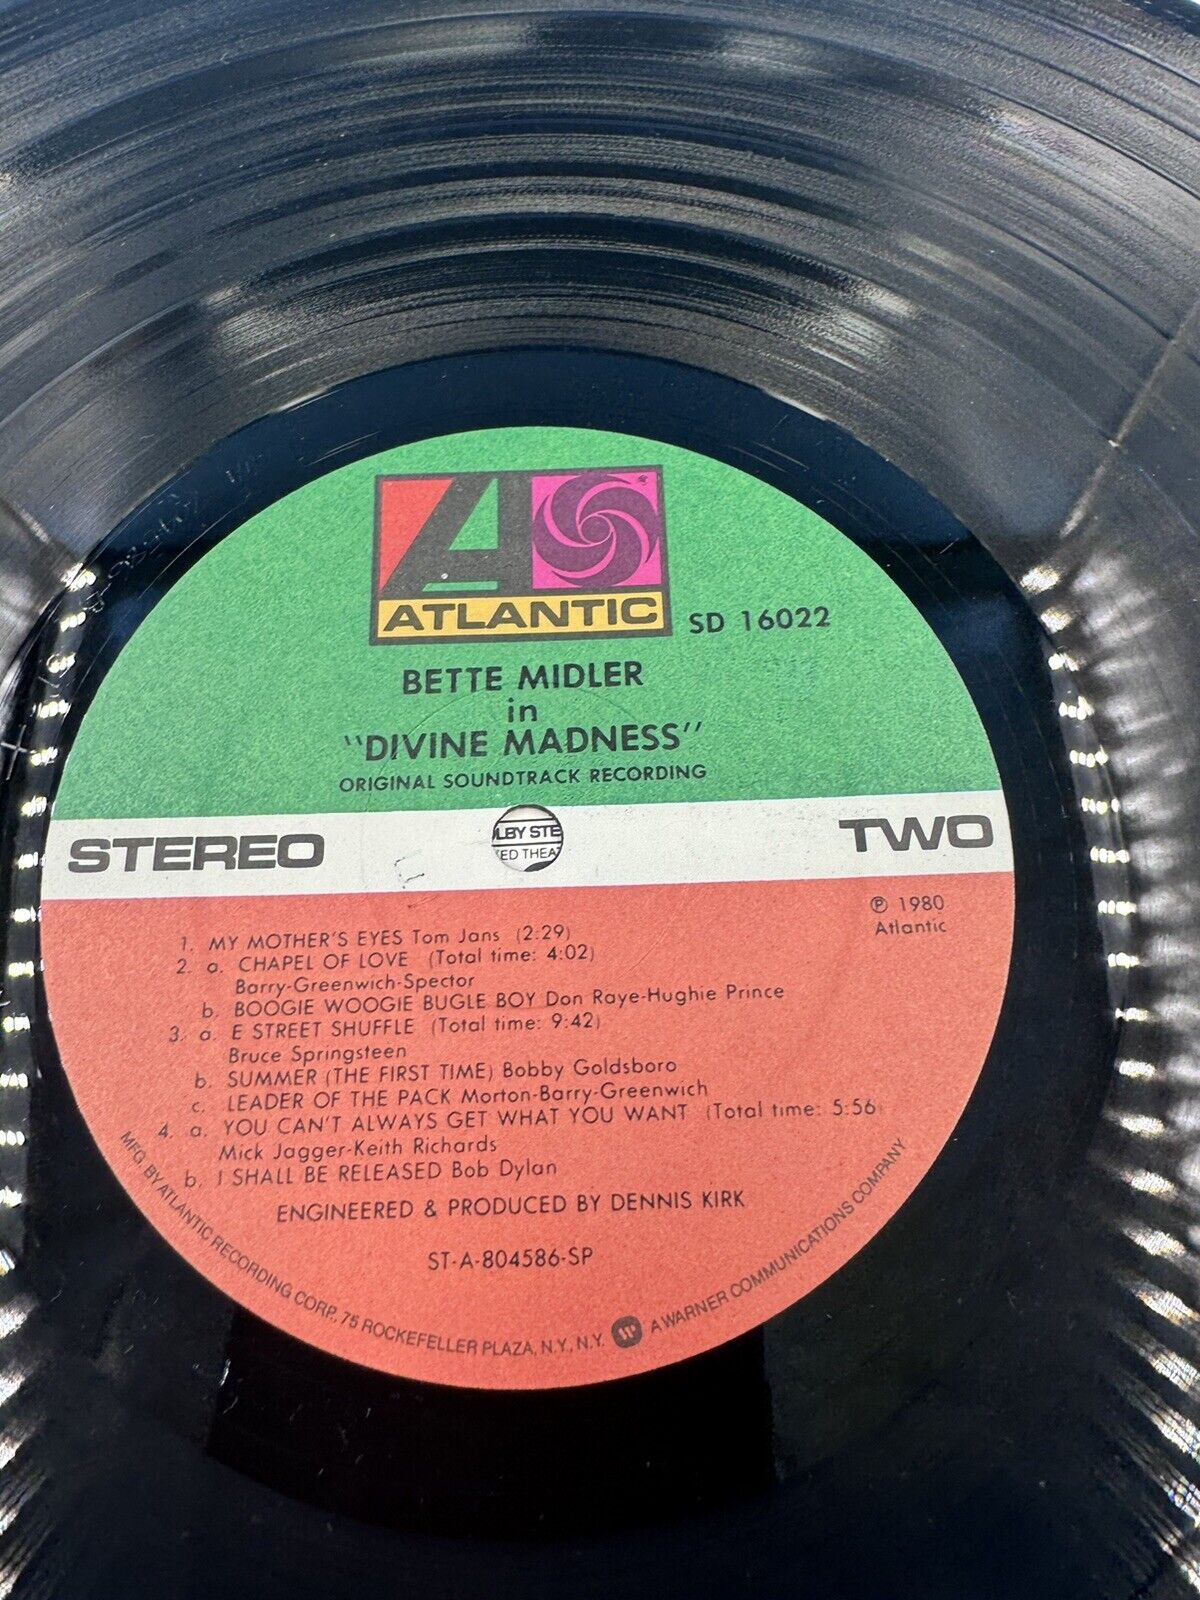 ATLANTIC
SD 16022
BETTE MIDLER
in
"DIVINE MADNESS"
ORIGINAL SOUNDTRACK RECORDING
STEREO
LBY STE
ED THEA
TWO
℗ 1980
Atlantic
1. MY MOTHER'S EYES Tom Jans (2:29)
2. a. CHAPEL OF LOVE (Total time: 4:02)
Barry-Greenwich-Spector
b. BOOGIE WOOGIE BUGLE BOY Don Raye-Hughie Prince
3. a. E STREET SHUFFLE (Total time: 9:42)
Bruce Springsteen
b. SUMMER (THE FIRST TIME) Bobby Goldsboro
c. LEADER OF THE PACK Morton-Barry-Greenwich
4. a. YOU CAN'T ALWAYS GET WHAT YOU WANT (Total time: 5:56)
Mick Jagger-Keith Richards
b. I SHALL BE RELEASED Bob Dylan
ENGINEERED & PRODUCED BY DENNIS KIRK
ST-A-804586-SP
MFG. BY ATLANTIC RECORDING CORP., 75 ROCKEFELLER PLAZA, N.Y., N.Y. A WARNER COMMUNICATIONS COMPANY